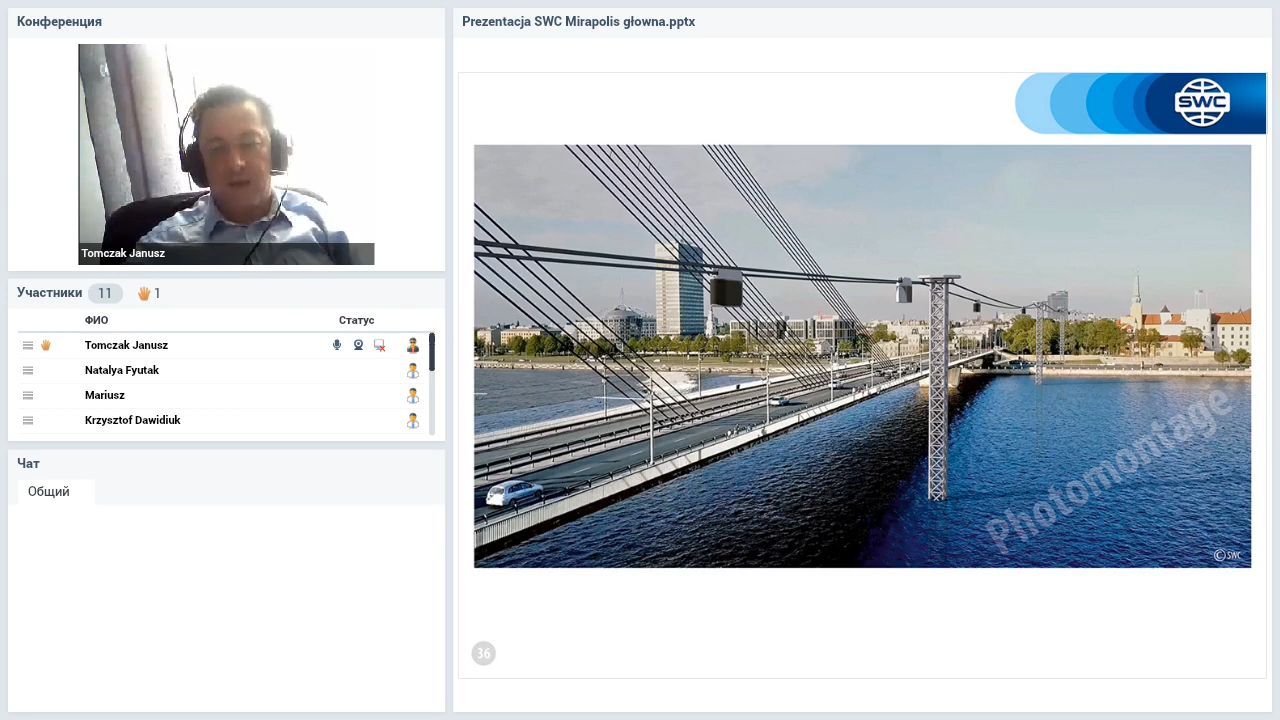 Конференция
Tomczak Janusz
Участники 11 1
ФИО Статус
Tomczak Janusz
Natalya Fyutak
Mariusz
Krzysztof Dawidiuk
Чат
Общий
Prezentacja SWC Mirapolis głowna.pptx
SWC
Photomontage
© SWC
36